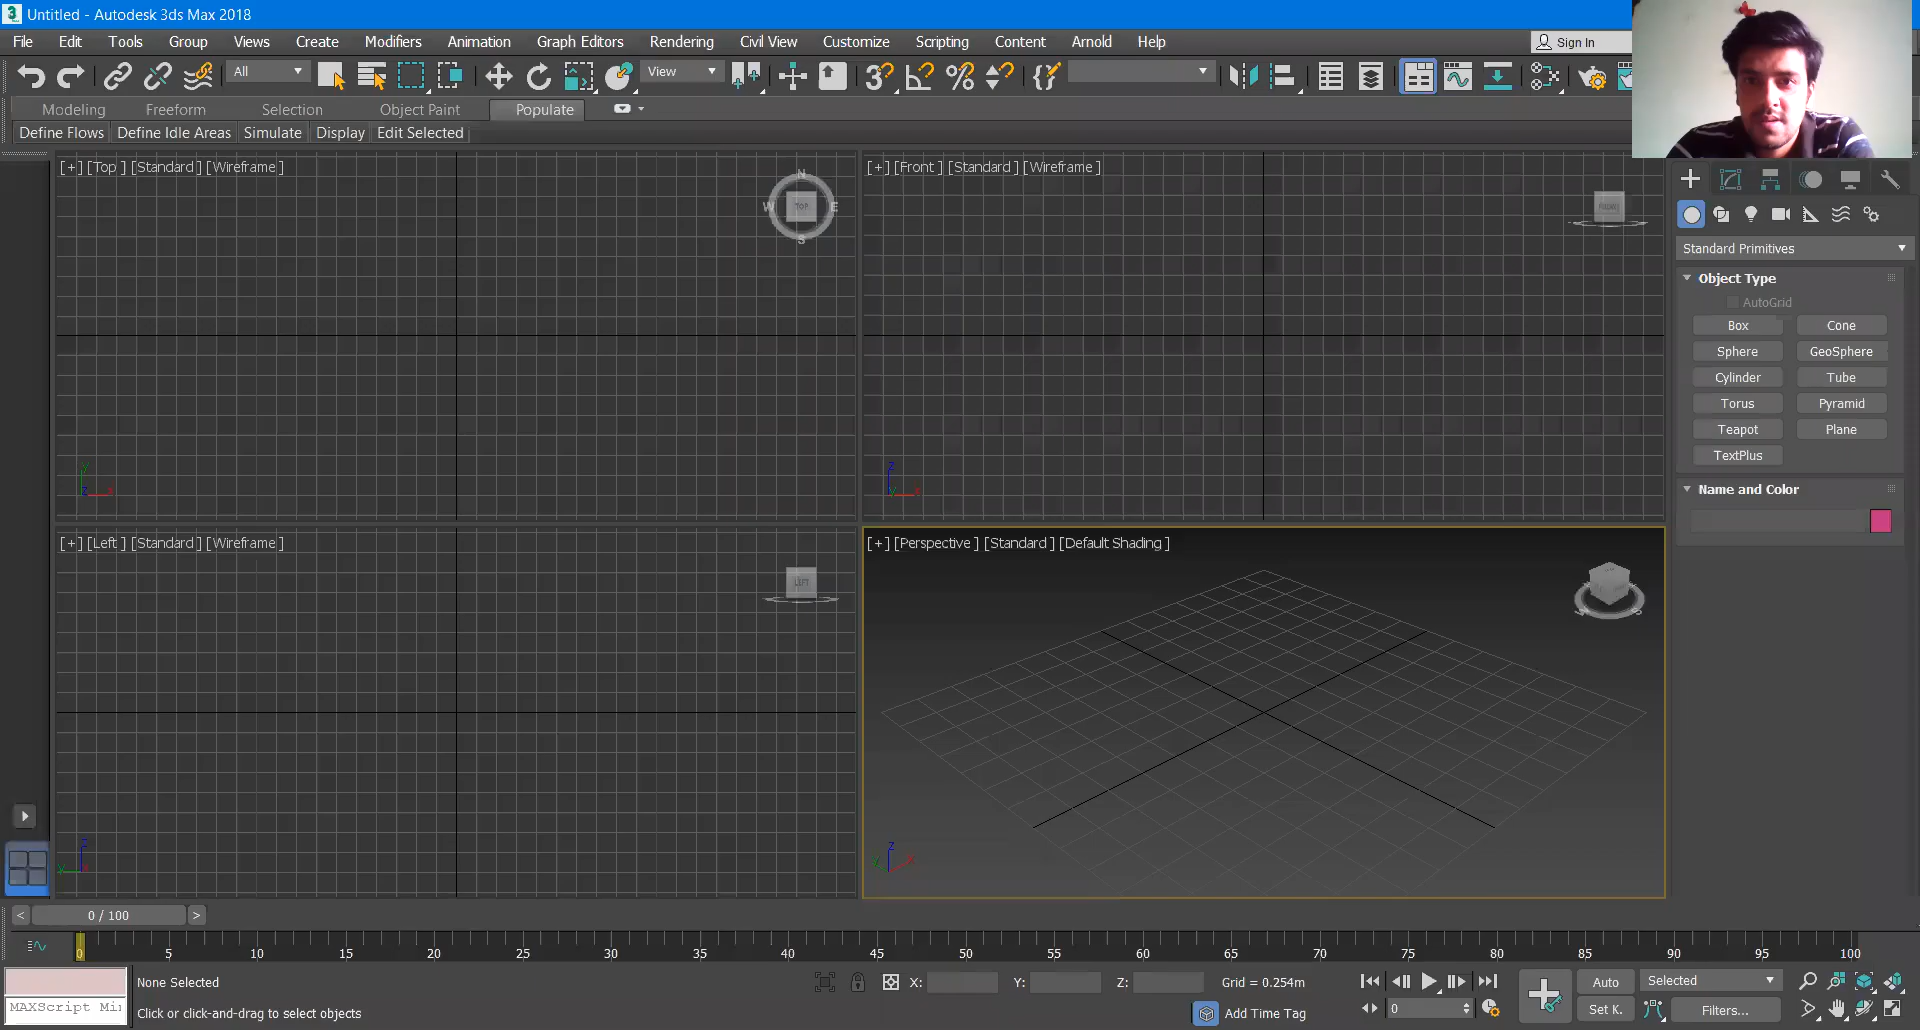 Untitled - Autodesk 3ds Max 2018
File Edit Tools Group Views Create Modifiers Animation Graph Editors Rendering Civil View Customize Scripting Content Arnold Help Sign In
All View
Modeling Freeform Selection Object Paint Populate
Define Flows Define Idle Areas Simulate Display Edit Selected
[+] [Top ] [Standard ] [Wireframe ]
N
W TOP E
S
y
z x
[+] [Front ] [Standard ] [Wireframe ]
FRONT
z
y x
[+] [Left ] [Standard ] [Wireframe ]
LEFT
z
y x
[+] [Perspective ] [Standard ] [Default Shading ]
z
y x
Standard Primitives
Object Type
AutoGrid
Box Cone
Sphere GeoSphere
Cylinder Tube
Torus Pyramid
Teapot Plane
TextPlus
Name and Color
< 0 / 100 >
0 5 10 15 20 25 30 35 40 45 50 55 60 65 70 75 80 85 90 95 100
None Selected X: Y: Z: Grid = 0.254m Auto Selected
MAXScript Mi Click or click-and-drag to select objects Add Time Tag 0 Set K. Filters...